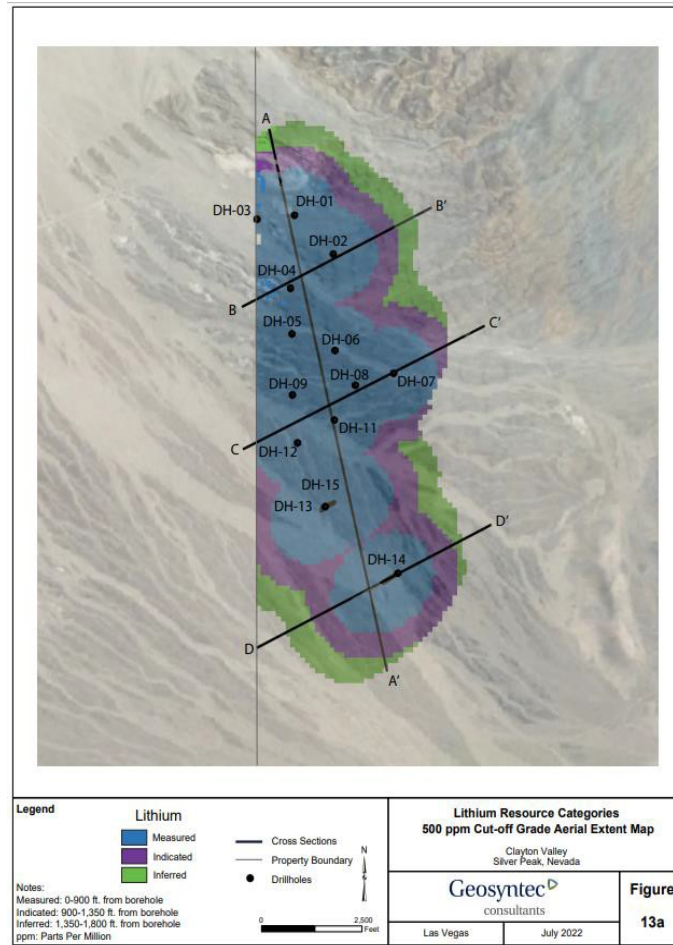 A
DH-03
DH-01
B'
DH-02
DH-04
B
DH-05
C'
DH-06
DH-08
DH-07
DH-09
DH-11
C
DH-12
DH-15
DH-13
D'
DH-14
D
A'
Legend
Lithium
Measured
Indicated
Inferred
Cross Sections
Property Boundary
Drillholes
N
0 2,500
Feet
Notes:
Measured: 0-900 ft. from borehole
Indicated: 900-1,350 ft. from borehole
Inferred: 1,350-1,800 ft. from borehole
ppm: Parts Per Million
Lithium Resource Categories
500 ppm Cut-off Grade Aerial Extent Map
Clayton Valley
Silver Peak, Nevada
Geosyntec
consultants
Las Vegas
July 2022
Figure
13a